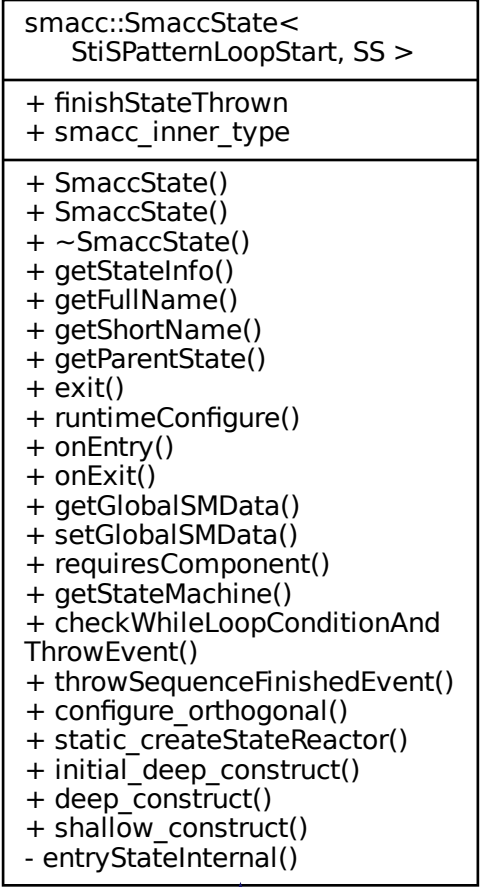 smacc::SmaccState<
StiSPatternLoopStart, SS >
+ finishStateThrown
+ smacc_inner_type
+ SmaccState()
+ SmaccState()
+ ~SmaccState()
+ getStateInfo()
+ getFullName()
+ getShortName()
+ getParentState()
+ exit()
+ runtimeConfigure()
+ onEntry()
+ onExit()
+ getGlobalSMData()
+ setGlobalSMData()
+ requiresComponent()
+ getStateMachine()
+ checkWhileLoopConditionAnd
ThrowEvent()
+ throwSequenceFinishedEvent()
+ configure_orthogonal()
+ static_createStateReactor()
+ initial_deep_construct()
+ deep_construct()
+ shallow_construct()
- entryStateInternal()